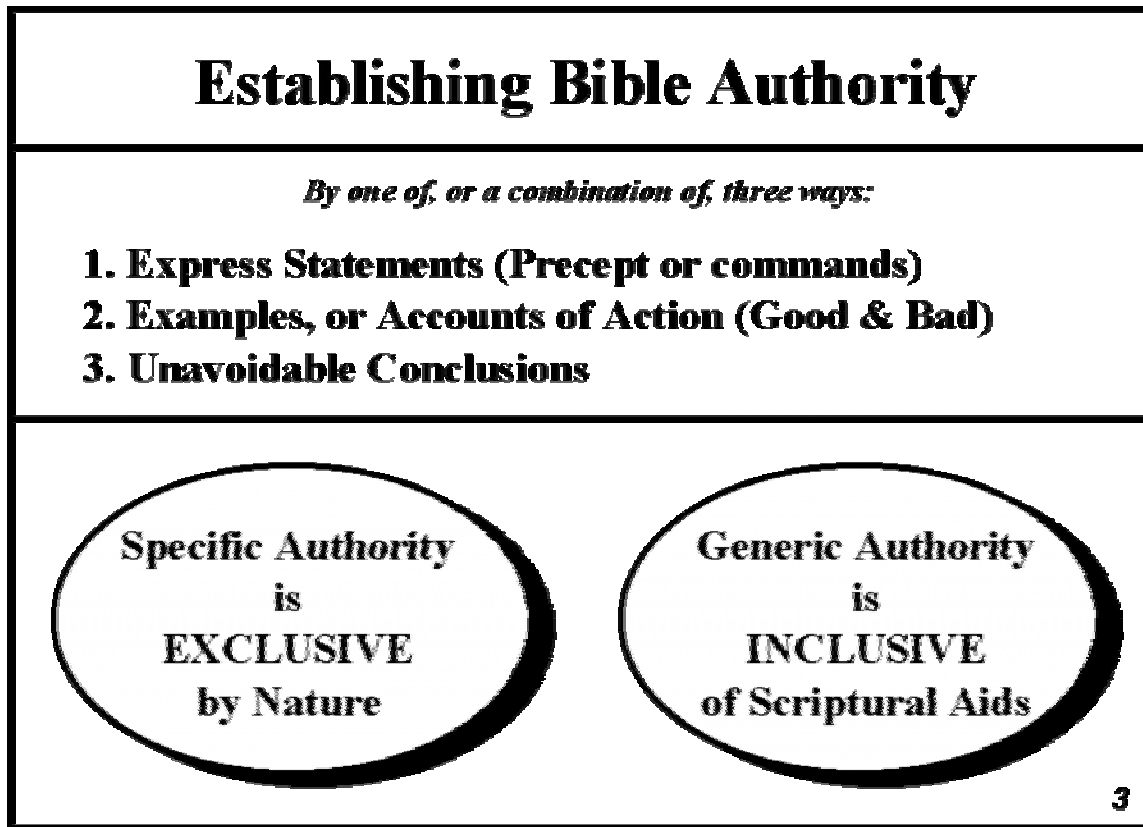 Establishing Bible Authority
By one of, or a combination of, three ways:
1. Express Statements (Precept or commands)
2. Examples, or Accounts of Action (Good & Bad)
3. Unavoidable Conclusions
Specific Authority
is
EXCLUSIVE
by Nature
Generic Authority
is
INCLUSIVE
of Scriptural Aids
3